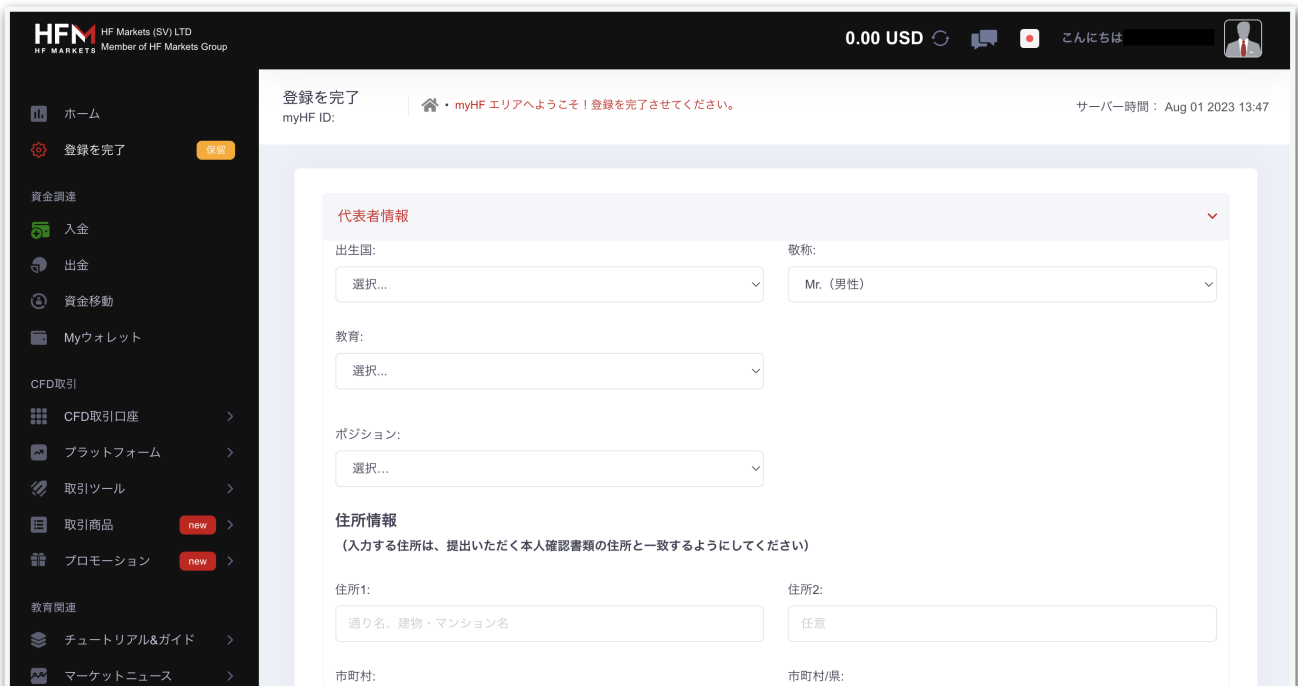 HFM HF Markets (SV) LTD
HF MARKETS Member of HF Markets Group
0.00 USD
こんにちは
ホーム
登録を完了 保留
資金調達
入金
出金
資金移動
Myウォレット
CFD取引
CFD取引口座
プラットフォーム
取引ツール
取引商品 new
プロモーション new
教育関連
チュートリアル&ガイド
マーケットニュース
登録を完了
myHF ID:
・ myHF エリアへようこそ！登録を完了させてください。
サーバー時間： Aug 01 2023 13:47
代表者情報
出生国:
選択...
敬称:
Mr.（男性）
教育:
選択...
ポジション:
選択...
住所情報
（入力する住所は、提出いただく本人確認書類の住所と一致するようにしてください）
住所1:
通り名、建物・マンション名
住所2:
任意
市町村:
市町村/県: